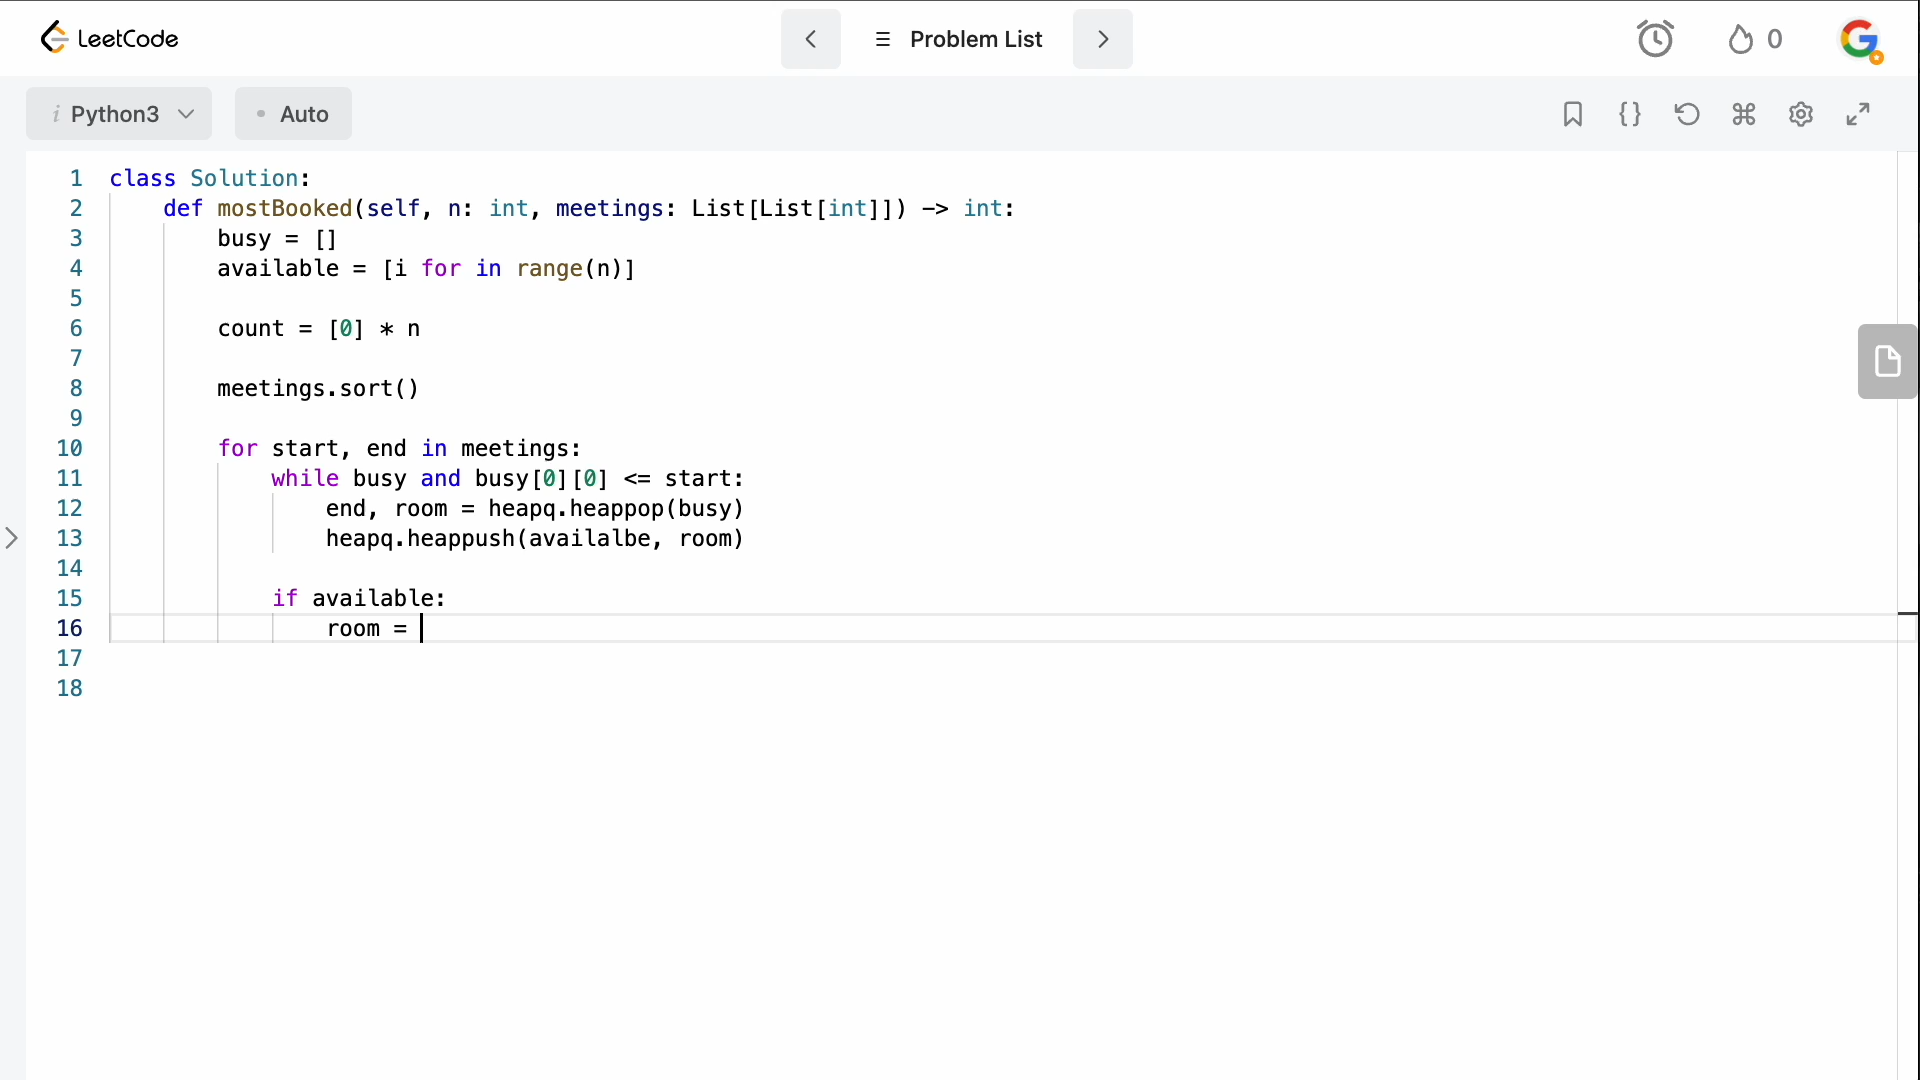 LeetCode
Problem List
0
i Python3
Auto
1 class Solution:
2 def mostBooked(self, n: int, meetings: List[List[int]]) -> int:
3 busy = []
4 available = [i for in range(n)]
5
6 count = [0] * n
7
8 meetings.sort()
9
10 for start, end in meetings:
11 while busy and busy[0][0] <= start:
12 end, room = heapq.heappop(busy)
13 heapq.heappush(availalbe, room)
14
15 if available:
16 room =
17
18